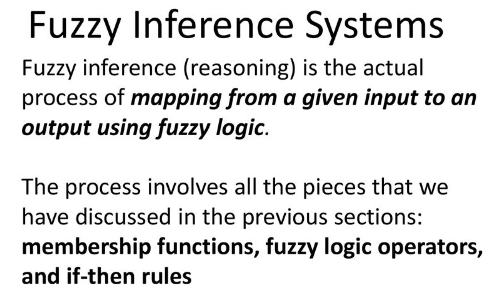 Fuzzy Inference Systems
Fuzzy inference (reasoning) is the actual
process of mapping from a given input to an
output using fuzzy logic.
The process involves all the pieces that we
have discussed in the previous sections:
membership functions, fuzzy logic operators,
and if-then rules